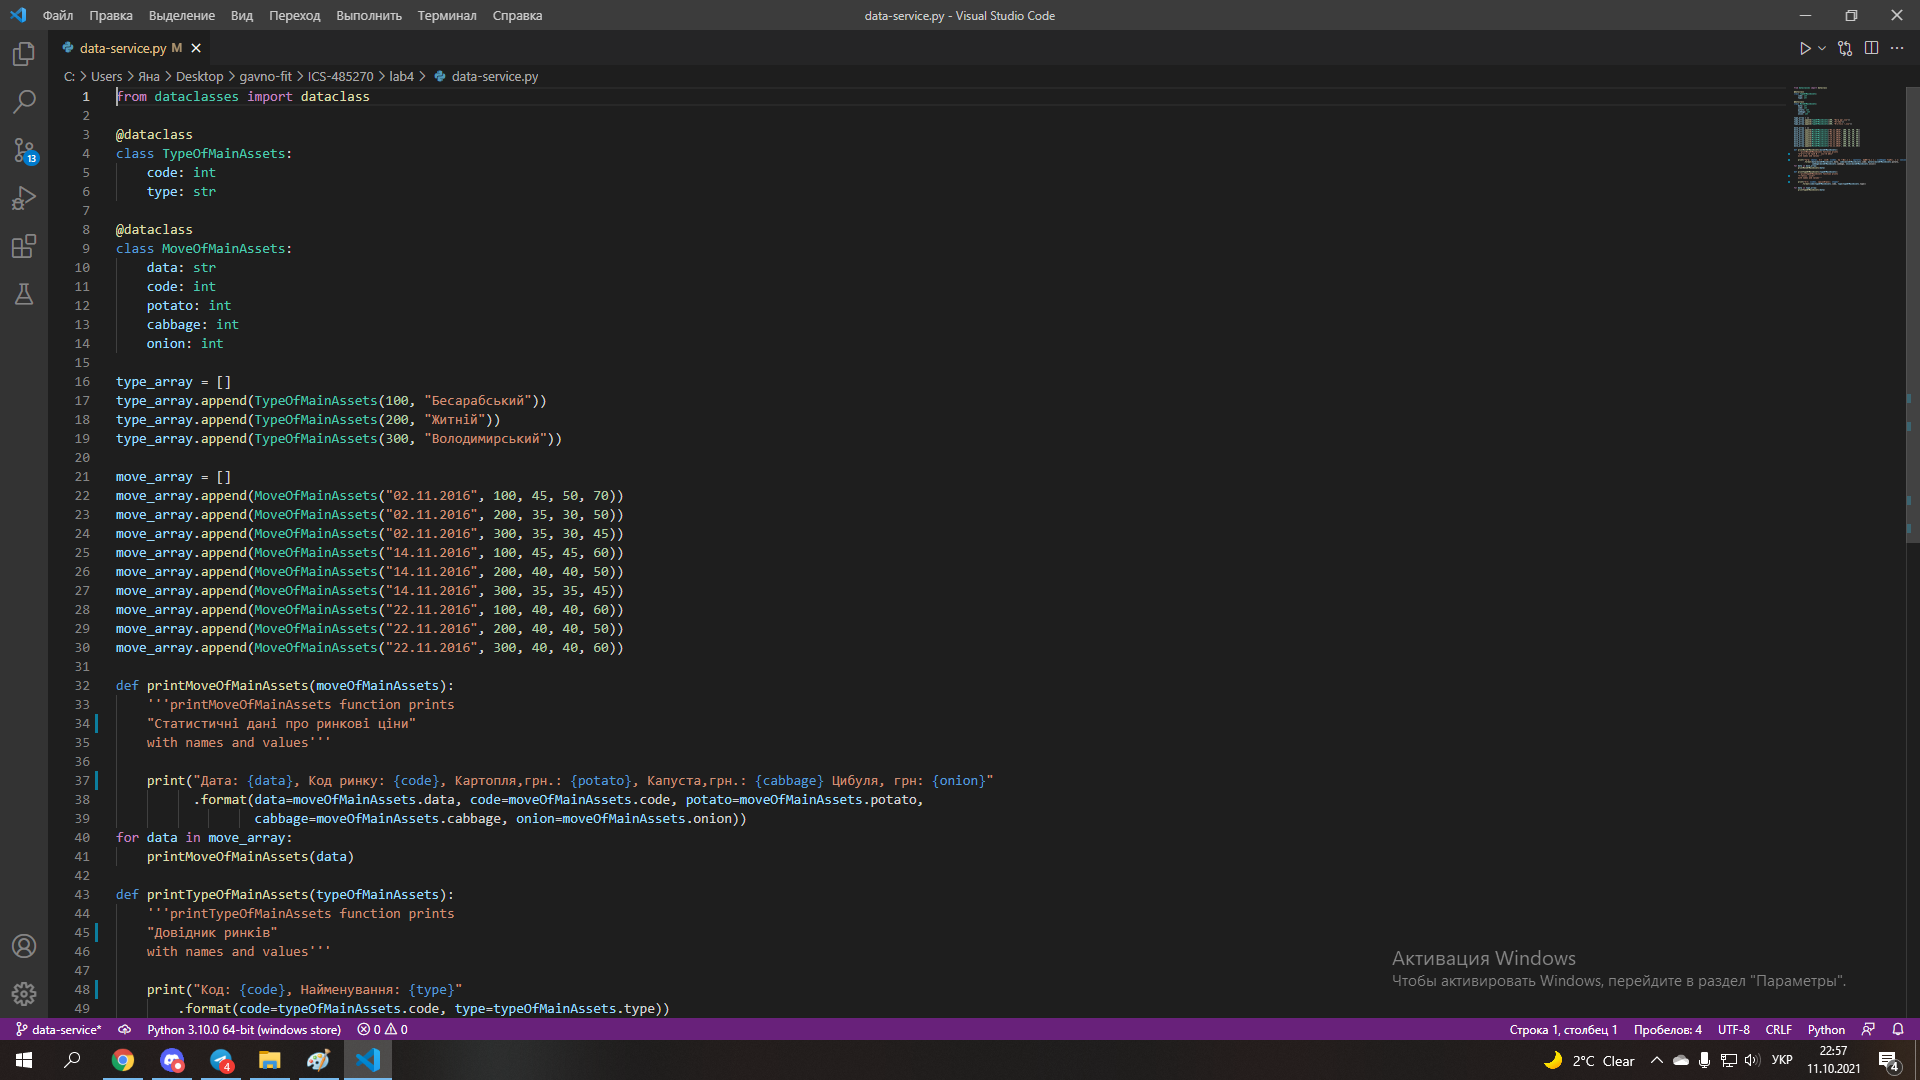 Файл Правка Выделение Вид Переход Выполнить Терминал Справка
data-service.py - Visual Studio Code
data-service.py M
C: > Users > Яна > Desktop > gavno-fit > ICS-485270 > lab4 > data-service.py
1 from dataclasses import dataclass
2
3 @dataclass
4 class TypeOfMainAssets:
5 code: int
6 type: str
7
8 @dataclass
9 class MoveOfMainAssets:
10 data: str
11 code: int
12 potato: int
13 cabbage: int
14 onion: int
15
16 type_array = []
17 type_array.append(TypeOfMainAssets(100, "Бесарабський"))
18 type_array.append(TypeOfMainAssets(200, "Житній"))
19 type_array.append(TypeOfMainAssets(300, "Володимирський"))
20
21 move_array = []
22 move_array.append(MoveOfMainAssets("02.11.2016", 100, 45, 50, 70))
23 move_array.append(MoveOfMainAssets("02.11.2016", 200, 35, 30, 50))
24 move_array.append(MoveOfMainAssets("02.11.2016", 300, 35, 30, 45))
25 move_array.append(MoveOfMainAssets("14.11.2016", 100, 45, 45, 60))
26 move_array.append(MoveOfMainAssets("14.11.2016", 200, 40, 40, 50))
27 move_array.append(MoveOfMainAssets("14.11.2016", 300, 35, 35, 45))
28 move_array.append(MoveOfMainAssets("22.11.2016", 100, 40, 40, 60))
29 move_array.append(MoveOfMainAssets("22.11.2016", 200, 40, 40, 50))
30 move_array.append(MoveOfMainAssets("22.11.2016", 300, 40, 40, 60))
31
32 def printMoveOfMainAssets(moveOfMainAssets):
33 '''printMoveOfMainAssets function prints
34 "Статистичні дані про ринкові ціни"
35 with names and values'''
36
37 print("Дата: {data}, Код ринку: {code}, Картопля,грн.: {potato}, Капуста,грн.: {cabbage} Цибуля, грн: {onion}"
38 .format(data=moveOfMainAssets.data, code=moveOfMainAssets.code, potato=moveOfMainAssets.potato,
39 cabbage=moveOfMainAssets.cabbage, onion=moveOfMainAssets.onion))
40 for data in move_array:
41 printMoveOfMainAssets(data)
42
43 def printTypeOfMainAssets(typeOfMainAssets):
44 '''printTypeOfMainAssets function prints
45 "Довідник ринків"
46 with names and values'''
47
48 print("Код: {code}, Найменування: {type}"
49 .format(code=typeOfMainAssets.code, type=typeOfMainAssets.type))
Активация Windows
Чтобы активировать Windows, перейдите в раздел "Параметры".
13
data-service* Python 3.10.0 64-bit (windows store) 0 0
Строка 1, столбец 1 Пробелов: 4 UTF-8 CRLF Python
4
2°C Clear УКР 22:57
11.10.2021 4